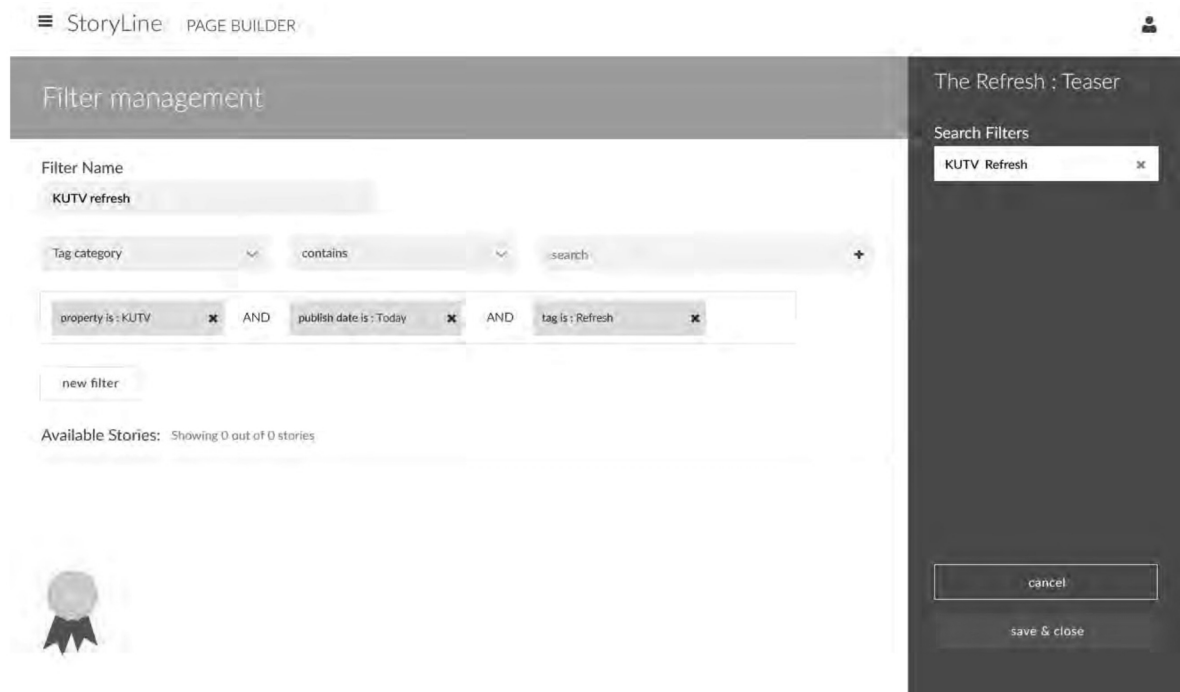 StoryLine PAGE BUILDER
Filter management
Filter Name
KUTV refresh
Tag category
contains
search
property is : KUTV AND publish date is : Today AND tag is : Refresh
new filter
Available Stories: Showing 0 out of 0 stories
The Refresh : Teaser
Search Filters
KUTV Refresh
cancel
save & close